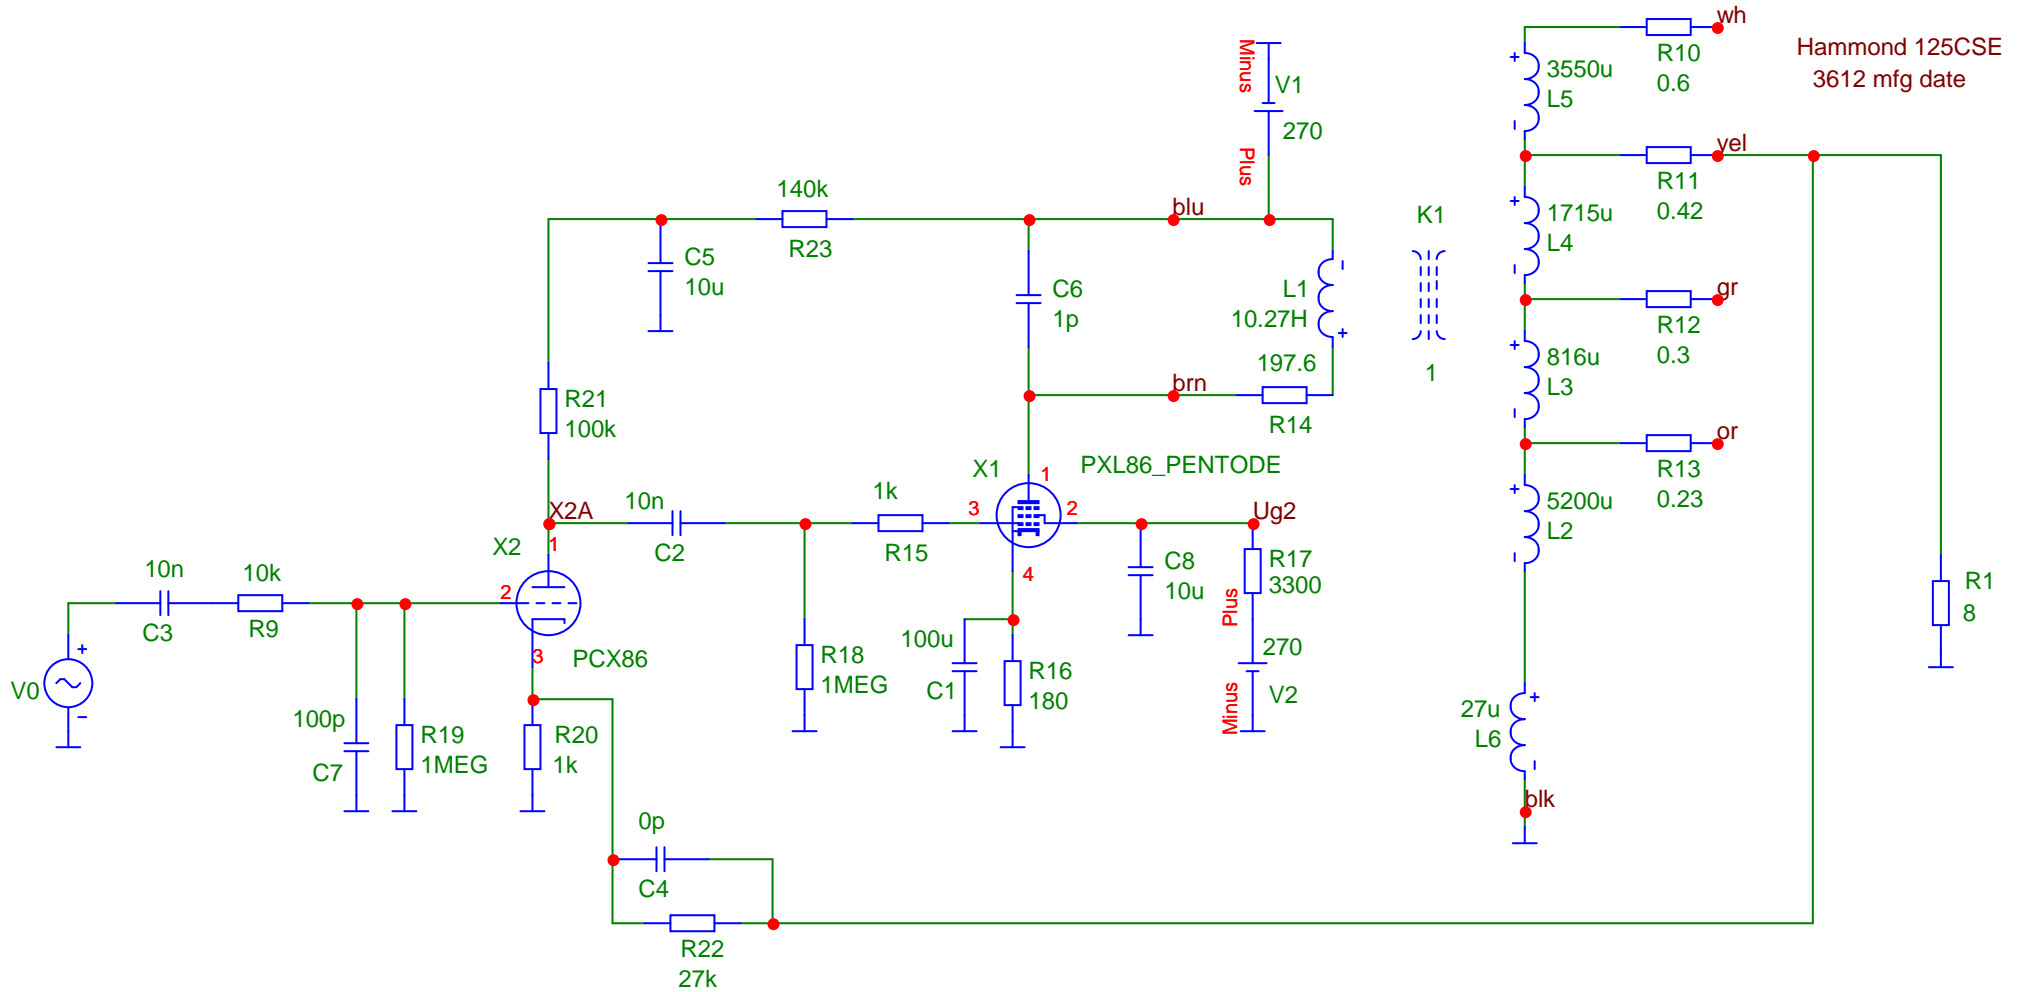 wh
R10
0.6
Hammond 125CSE
3612 mfg date
3550u
L5
Minus
V1
270
Plus
yel
R11
0.42
140k
R23
blu
K1
1
1715u
L4
C5
10u
C6
1p
L1
10.27H
197.6
R14
brn
gr
R12
0.3
816u
L3
or
R13
0.23
R21
100k
X1
PXL86_PENTODE
1
3
2
4
5200u
L2
X2A
10n
C2
1k
R15
Ug2
X2
1
2
3
PCX86
10n
C3
10k
R9
C8
10u
R17
3300
Plus
270
V2
Minus
R1
8
V0
100p
C7
R19
1MEG
R20
1k
R18
1MEG
100u
C1
R16
180
27u
L6
blk
0p
C4
R22
27k